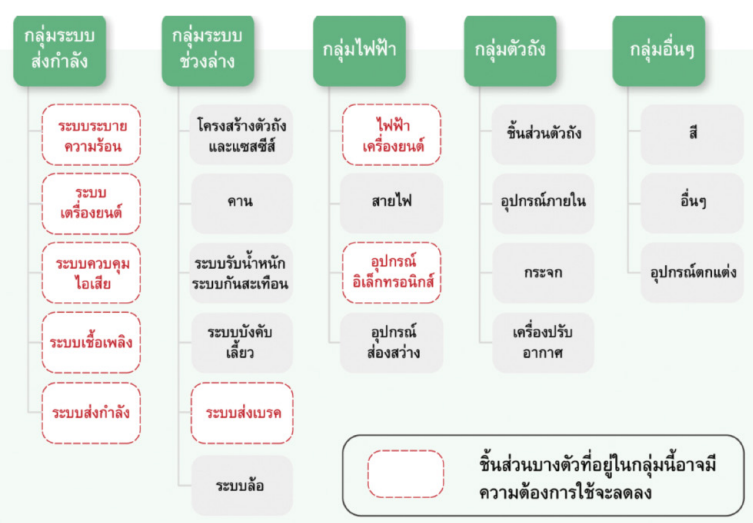 กลุ่มระบบ
ส่งกำลัง
กลุ่มระบบ
ช่วงล่าง
กลุ่มไฟฟ้า
กลุ่มตัวถัง
กลุ่มอื่นๆ
ระบบระบาย
ความร้อน
ระบบ
เตรื่องยนต์
ระบบควบคุม
ไอเสีย
ระบบเชื้อเพลิง
ระบบส่งกำลัง
โครงสร้างตัวถัง
และแซสซีส์
คาน
ระบบรับน้ำหนัก
ระบบกันสะเทือน
ระบบบังคับ
เลี้ยว
ระบบส่งเบรค
ระบบล้อ
ไฟฟ้า
เครื่องยนต์
สายไฟ
อุปกรณ์
อิเล็กทรอนิกส์
อุปกรณ์
ส่องสว่าง
ชิ้นส่วนตัวถัง
อุปกรณ์ภายใน
กระจก
เครื่องปรับ
อากาศ
สี
อื่นๆ
อุปกรณ์ตกแต่ง
ชิ้นส่วนบางตัวที่อยู่ในกลุ่มนี้อาจมี
ความต้องการใช้จะลดลง